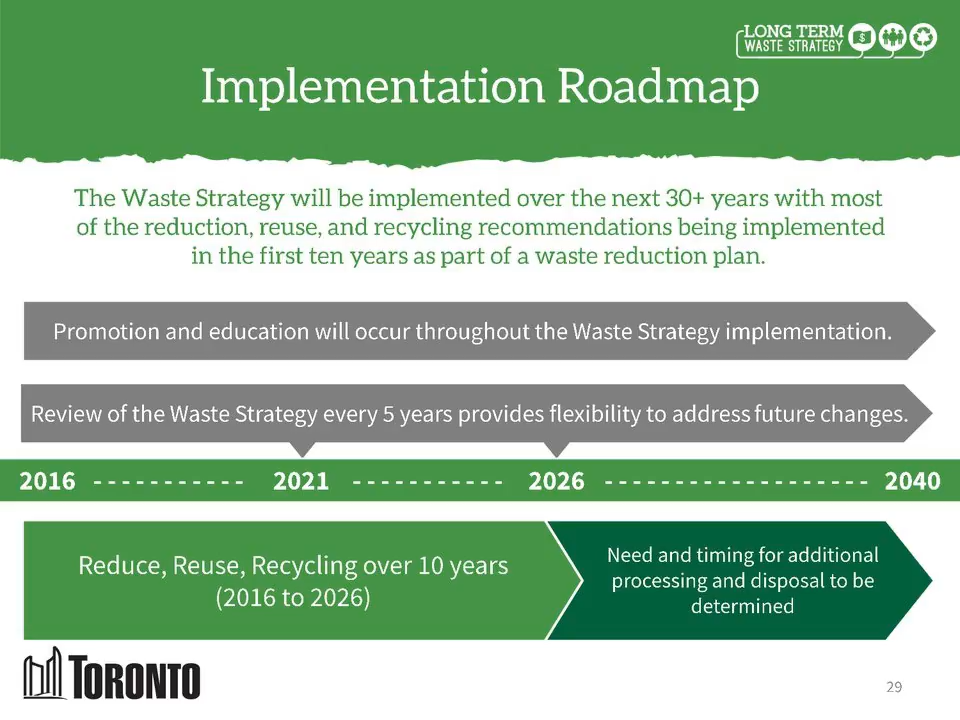 LONG TERM
WASTE STRATEGY
$
Implementation Roadmap
The Waste Strategy will be implemented over the next 30+ years with most
of the reduction, reuse, and recycling recommendations being implemented
in the first ten years as part of a waste reduction plan.
Promotion and education will occur throughout the Waste Strategy implementation.
Review of the Waste Strategy every 5 years provides flexibility to address future changes.
2016 - - - - - - - - - - - 2021 - - - - - - - - - - - 2026 - - - - - - - - - - - - - - - - - - - 2040
Reduce, Reuse, Recycling over 10 years
(2016 to 2026)
Need and timing for additional
processing and disposal to be
determined
TORONTO
29